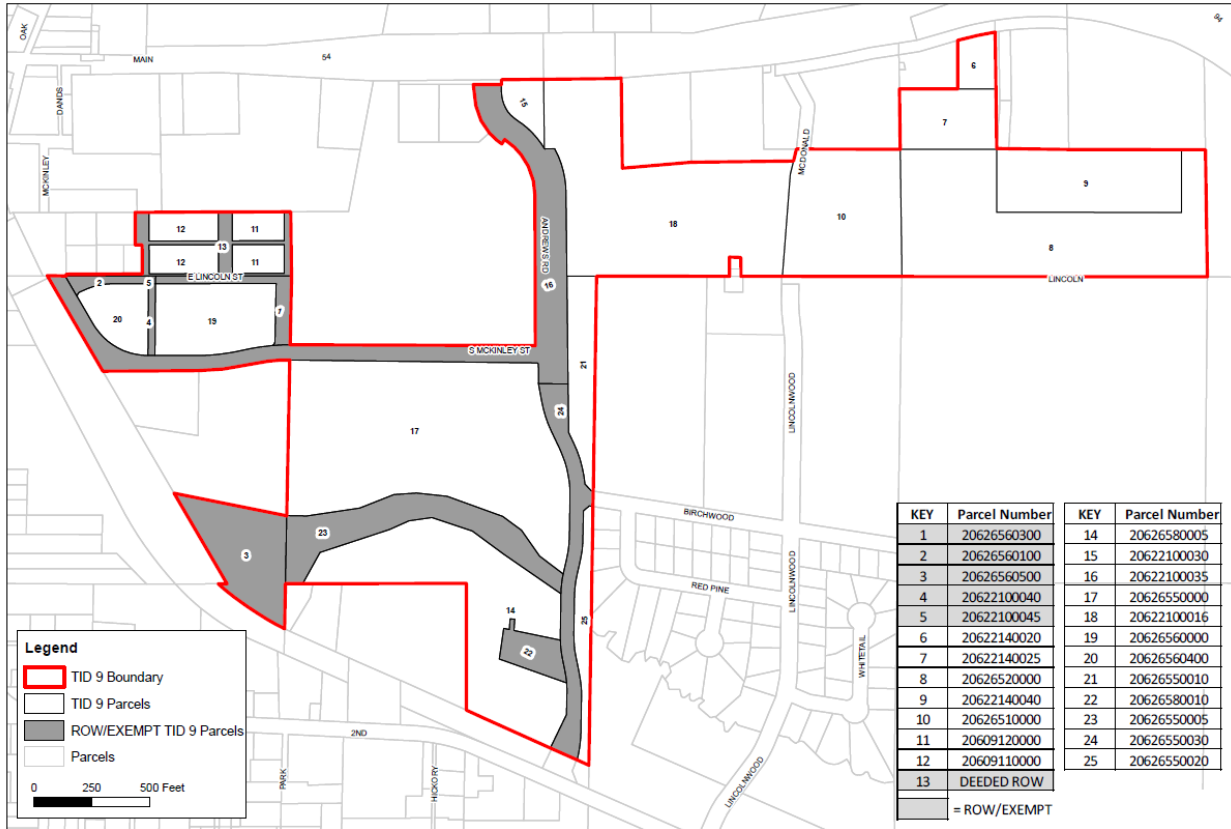 OAK
MAIN
54
94
DANDS
MCKINLEY
MCDONALD
6
7
15
9
12
11
13
12
11
18
10
8
ANDREWS RD
16
E LINCOLN ST
LINCOLN
2
5
20
4
19
7
S MCKINLEY ST
21
24
17
LINCOLNWOOD
BIRCHWOOD
23
3
RED PINE
LINCOLNWOOD
14
22
25
WHITETAIL
2ND
PARK
HICKORY
LINCOLNWOOD
Legend
TID 9 Boundary
TID 9 Parcels
ROW/EXEMPT TID 9 Parcels
Parcels
0 250 500 Feet
KEY Parcel Number KEY Parcel Number
1 20626560300 14 20626580005
2 20626560100 15 20622100030
3 20626560500 16 20622100035
4 20622100040 17 20626550000
5 20622100045 18 20622100016
6 20622140020 19 20626560000
7 20622140025 20 20626560400
8 20626520000 21 20626550010
9 20622140040 22 20626580010
10 20626510000 23 20626550005
11 20609120000 24 20626550030
12 20609110000 25 20626550020
13 DEEDED ROW
= ROW/EXEMPT